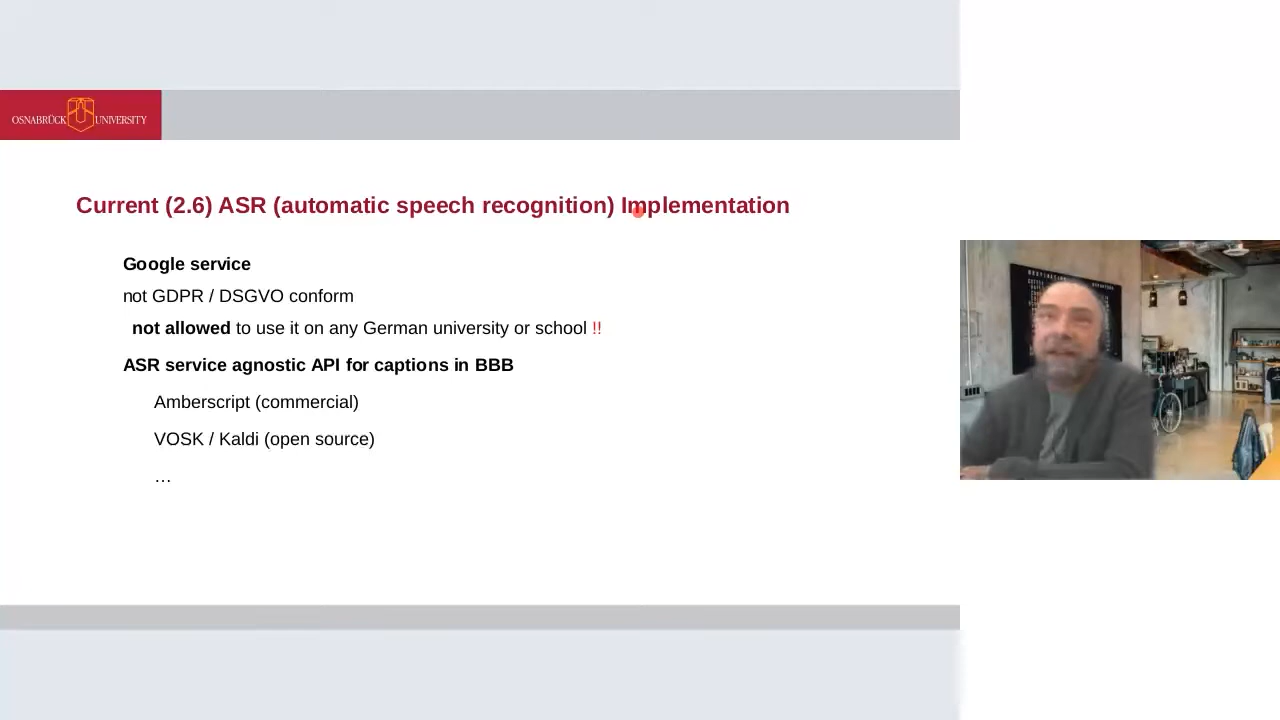 OSNABRÜCK UNIVERSITY
Current (2.6) ASR (automatic speech recognition) Implementation
Google service
not GDPR / DSGVO conform
not allowed to use it on any German university or school !!
ASR service agnostic API for captions in BBB
Amberscript (commercial)
VOSK / Kaldi (open source)
…